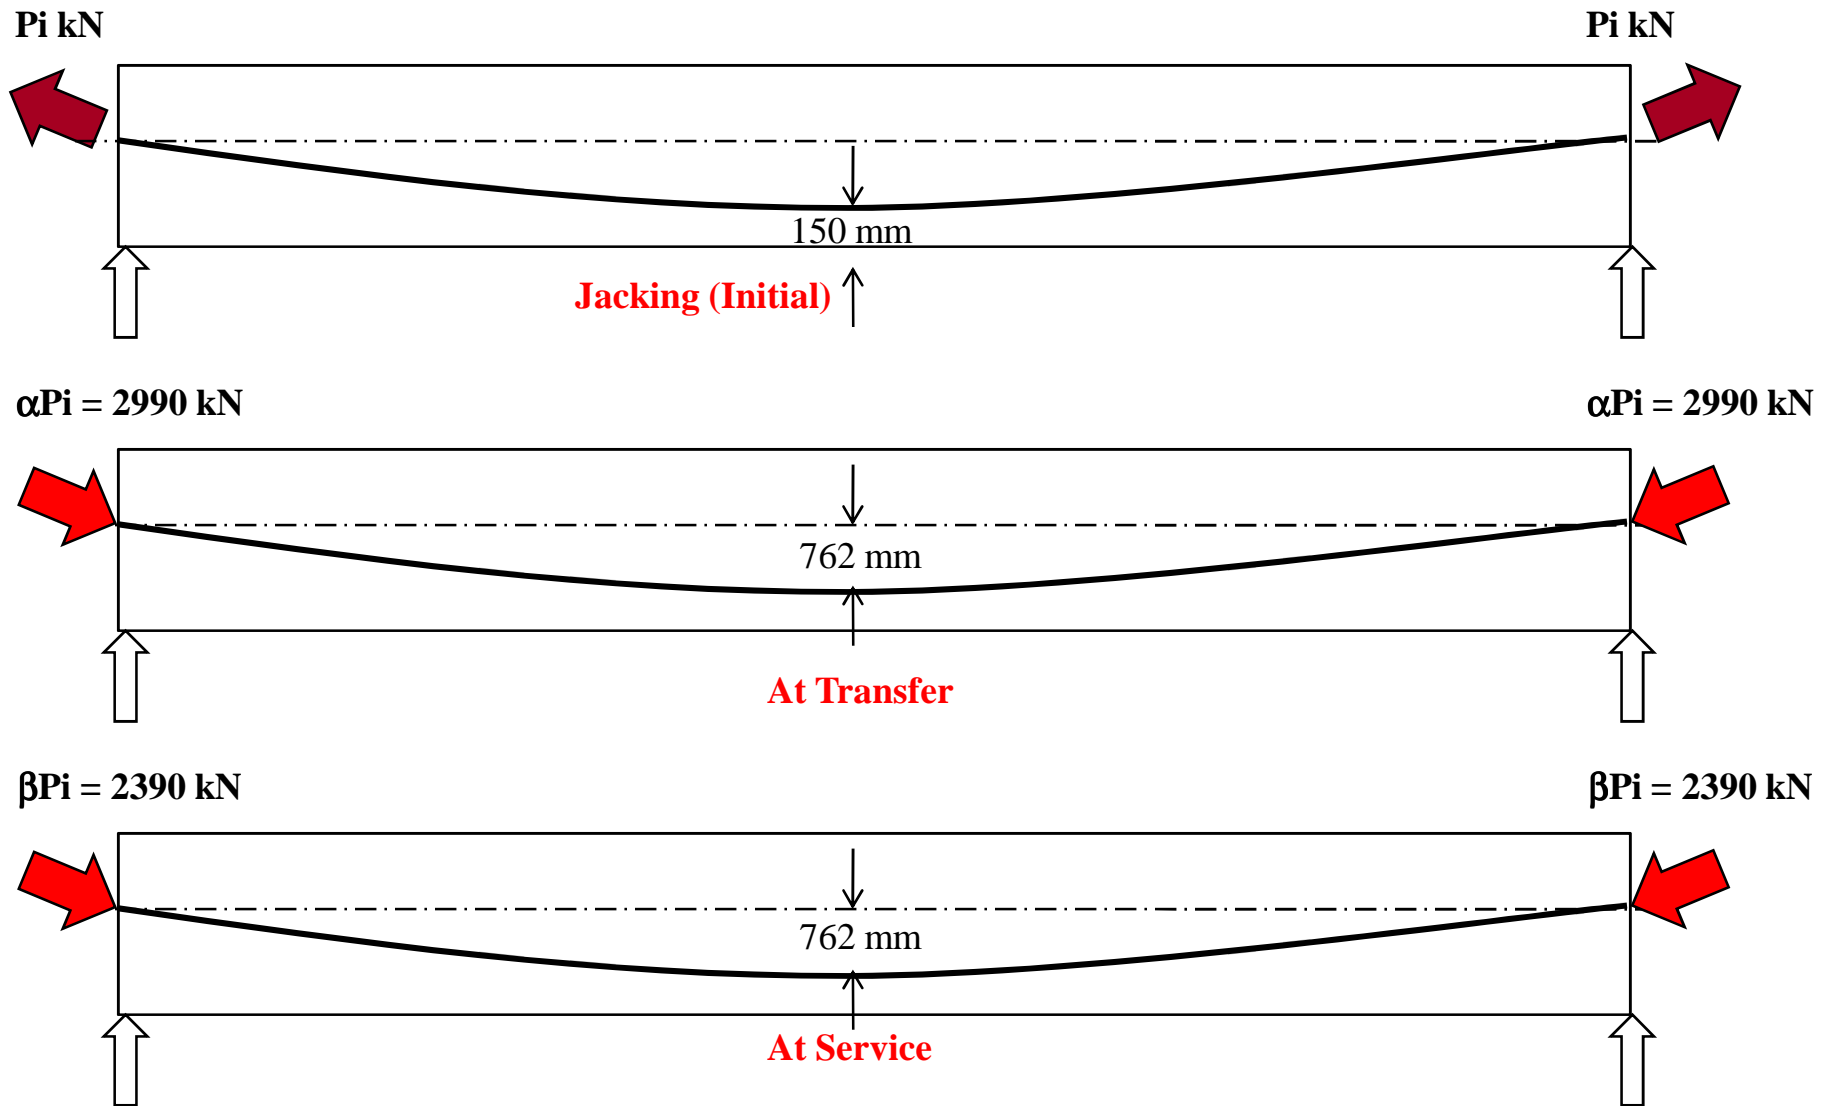 Pi kN
Pi kN
150 mm
Jacking (Initial)
αPi = 2990 kN
αPi = 2990 kN
762 mm
At Transfer
βPi = 2390 kN
βPi = 2390 kN
762 mm
At Service